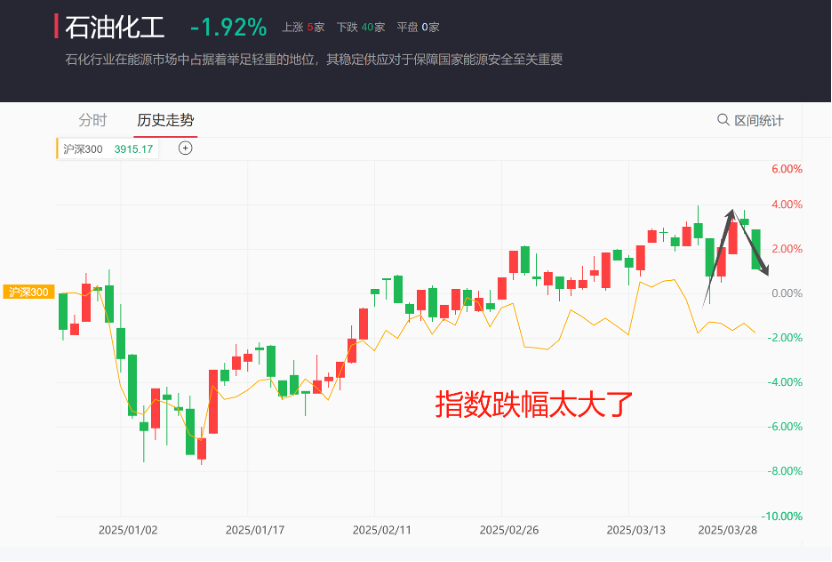 石油化工 -1.92% 上涨 5家 下跌 40家 平盘 0家
石化行业在能源市场中占据着举足轻重的地位，其稳定供应对于保障国家能源安全至关重要
分时 历史走势 区间统计
沪深300 3915.17
6.00%
4.00%
2.00%
沪深300 0.00%
-2.00%
-4.00%
指数跌幅太大了
-6.00%
-8.00%
-10.00%
2025/01/02 2025/01/17 2025/02/11 2025/02/26 2025/03/13 2025/03/28